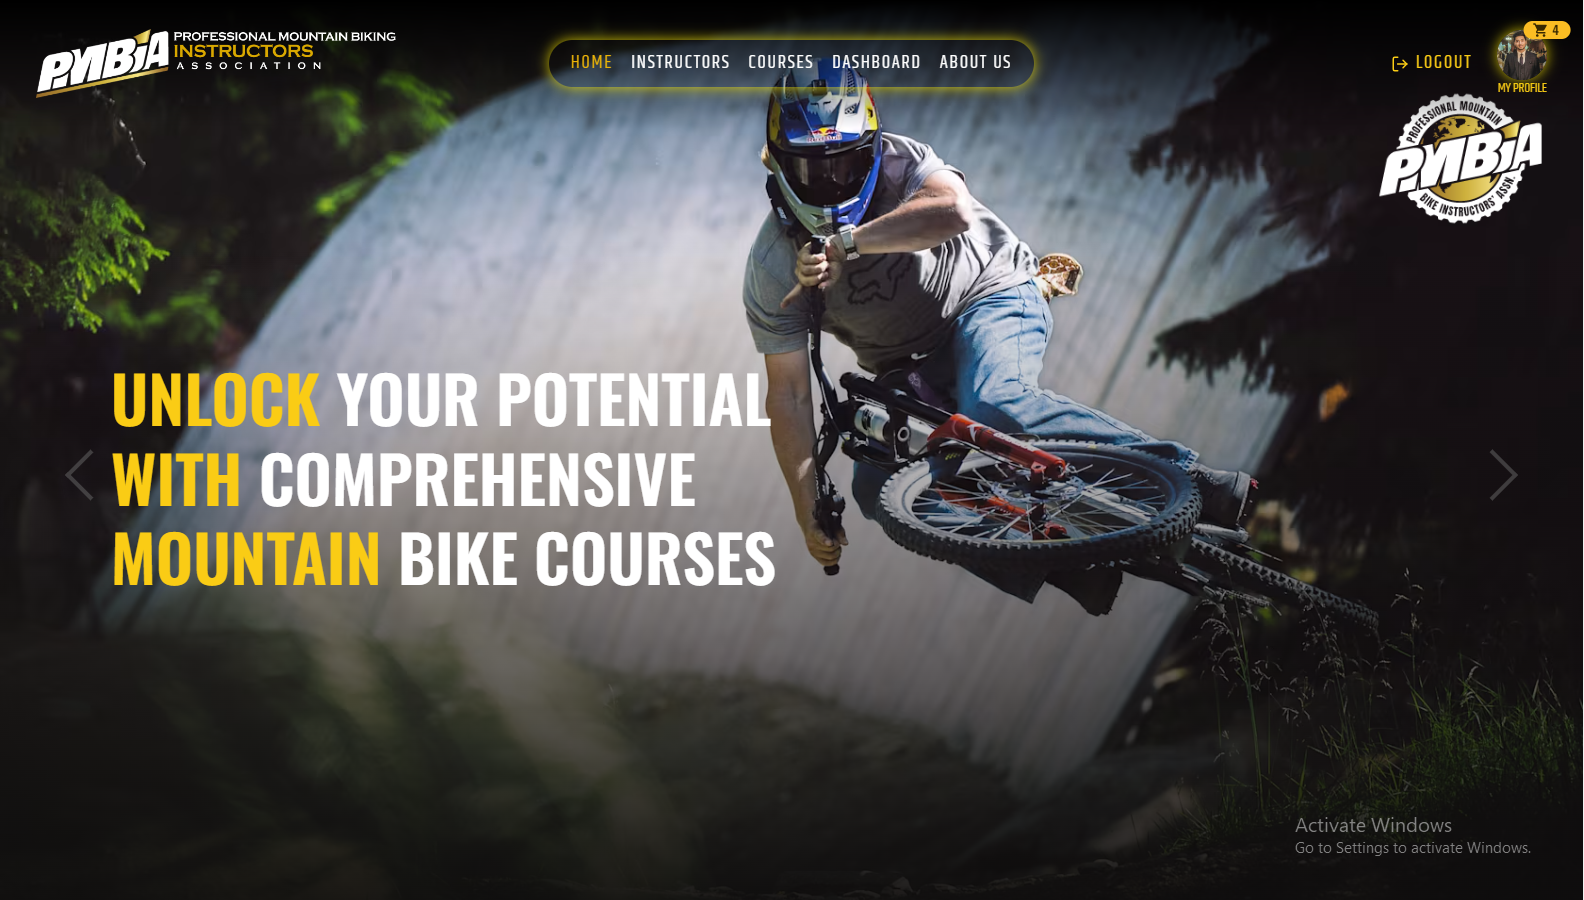 PMBIA
PROFESSIONAL MOUNTAIN BIKING
INSTRUCTORS
ASSOCIATION
HOME INSTRUCTORS COURSES DASHBOARD ABOUT US
LOGOUT
4
MY PROFILE
PROFESSIONAL MOUNTAIN
PMBIA
BIKE INSTRUCTORS' ASSN.
Red Bull
UNLOCK YOUR POTENTIAL
WITH COMPREHENSIVE
MOUNTAIN BIKE COURSES
Activate Windows
Go to Settings to activate Windows.